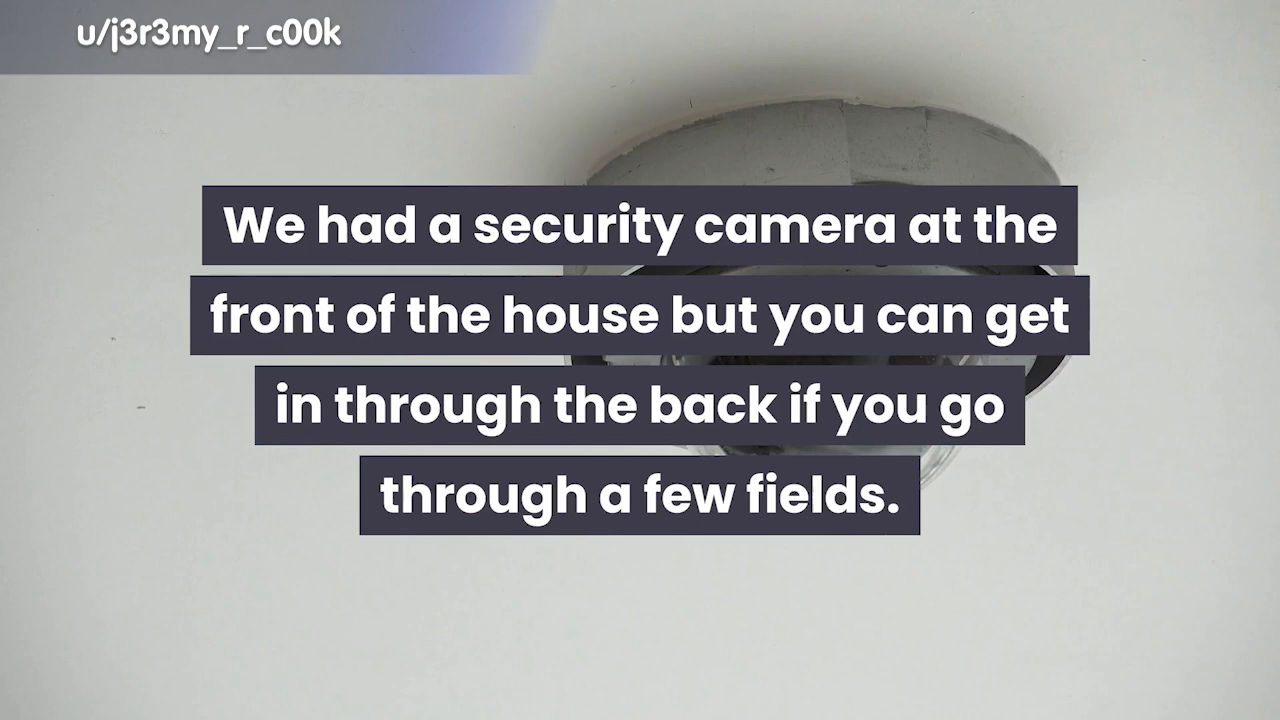 u/j3r3my_r_c00k
We had a security camera at the
front of the house but you can get
in through the back if you go
through a few fields.